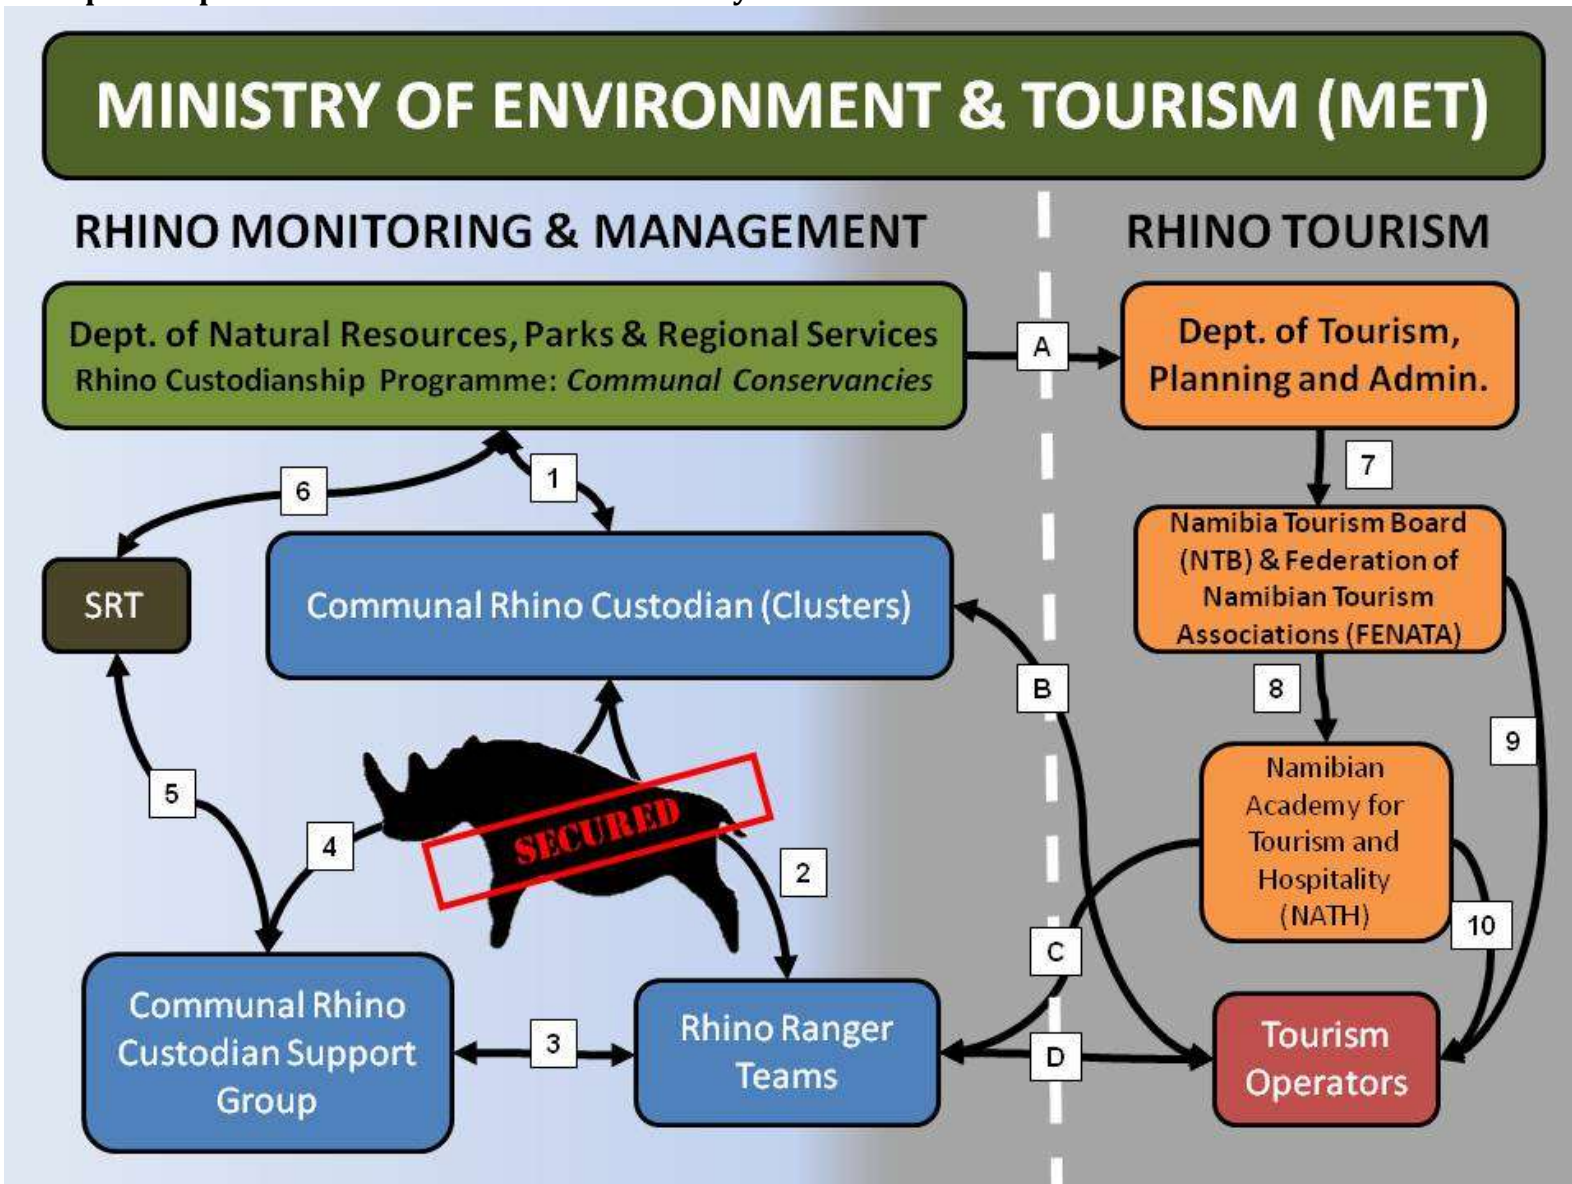 MINISTRY OF ENVIRONMENT & TOURISM (MET)
RHINO MONITORING & MANAGEMENT
RHINO TOURISM
Dept. of Natural Resources, Parks & Regional Services
Rhino Custodianship Programme: Communal Conservancies
A
Dept. of Tourism,
Planning and Admin.
6
1
7
SRT
Communal Rhino Custodian (Clusters)
Namibia Tourism Board
(NTB) & Federation of
Namibian Tourism
Associations (FENATA)
B
8
9
5
4
SECURED
2
Namibian
Academy for
Tourism and
Hospitality
(NATH)
10
C
Communal Rhino
Custodian Support
Group
3
Rhino Ranger
Teams
D
Tourism
Operators